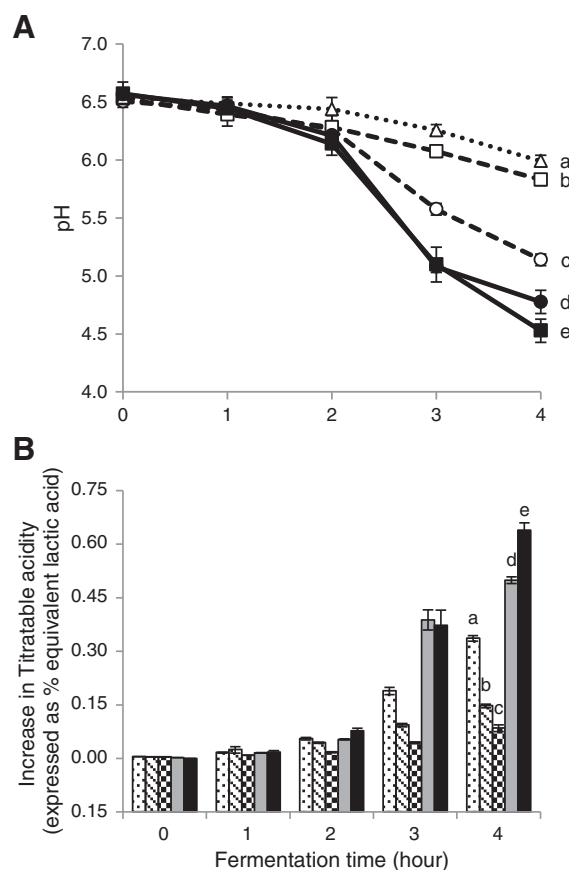 A
7.0
6.5
6.0
5.5
5.0
4.5
4.0
pH
a
b
c
d
e
0 1 2 3 4
B
Increase in Titratable acidity
(expressed as % equivalent lactic acid)
0.75
0.60
0.45
0.30
0.15
0.00
0.15
a
b
c
d
e
0 1 2 3 4
Fermentation time (hour)